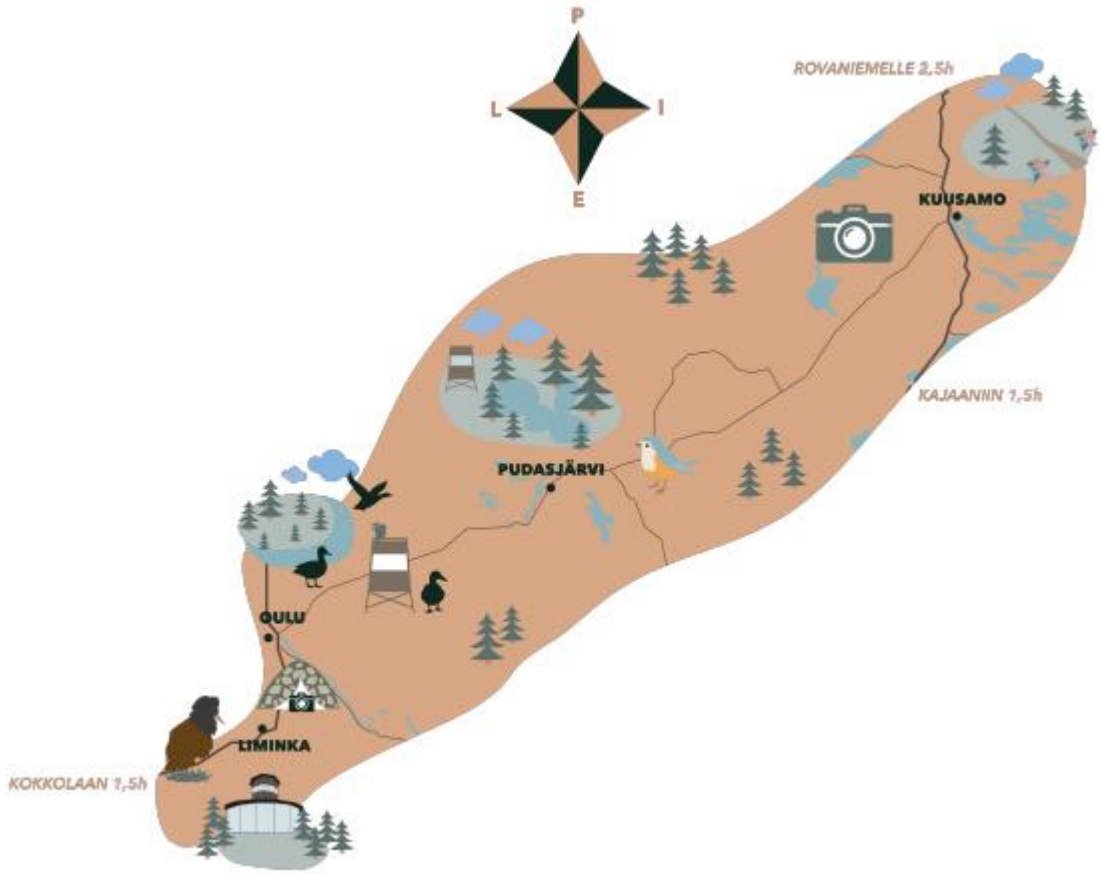 P
ROVANIEMELLE 2,5h
L
I
E
KUUSAMO
KAJAANIIN 1,5h
PUDASJÄRVI
OULU
LIMINKA
KOKKOLAAN 1,5h